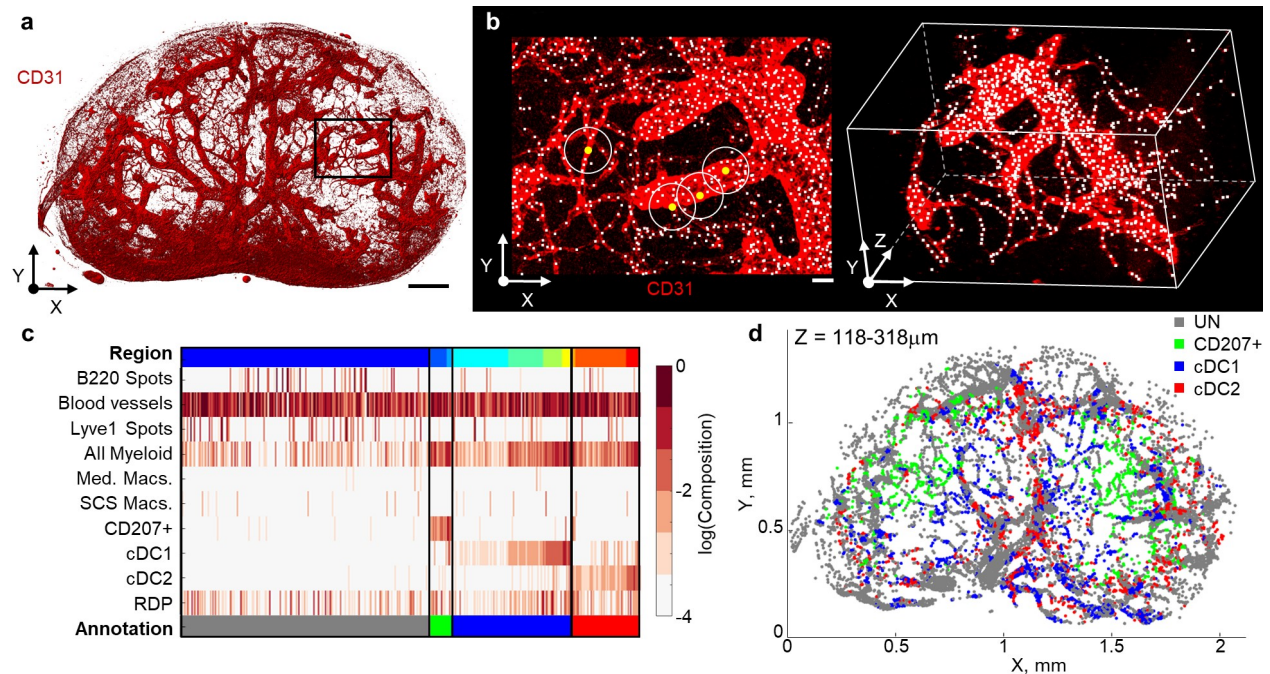 a
CD31
Y
X
b
Y
X
CD31
Z
Y
X
c
Region
B220 Spots
Blood vessels
Lyve1 Spots
All Myeloid
Med. Macs.
SCS Macs.
CD207+
cDC1
cDC2
RDP
Annotation
0
-2
-4
log(Composition)
d
Z = 118-318μm
UN
CD207+
cDC1
cDC2
Y, mm
1
0.5
0
0
0.5
1
1.5
2
X, mm